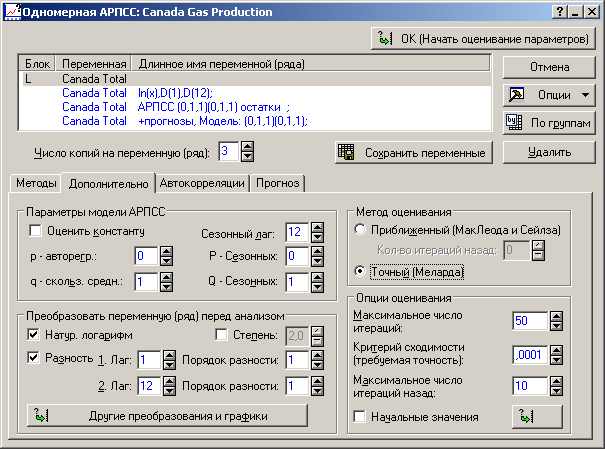 Одномерная АРПСС: Canada Gas Production
OK (Начать оценивание параметров)
Блок Переменная Длинное имя переменной (ряда)
L Canada Total
Canada Total ln(x),D(1),D(12);
Canada Total АРПСС (0,1,1)(0,1,1) остатки ;
Canada Total +прогнозы, Модель: (0,1,1)(0,1,1);
Отмена
Опции
По группам
Удалить
Число копий на переменную (ряд): 3
Сохранить переменные
Методы Дополнительно Автокорреляции Прогноз
Параметры модели АРПСС
Оценить константу Сезонный лаг: 12
p - авторегр.: 0 P - Сезонных: 0
q - скольз. средн.: 1 Q - Сезонных: 1
Преобразовать переменную (ряд) перед анализом
Натур. логарифм Степень: 2,0
Разность 1. Лаг: 1 Порядок разности: 1
2. Лаг: 12 Порядок разности: 1
Другие преобразования и графики
Метод оценивания
Приближенный (МакЛеода и Сейлза)
Кол-во итераций назад: 0
Точный (Меларда)
Опции оценивания
Максимальное число
итераций: 50
Критерий сходимости
(требуемая точность): ,0001
Максимальное число
итераций назад: 10
Начальные значения